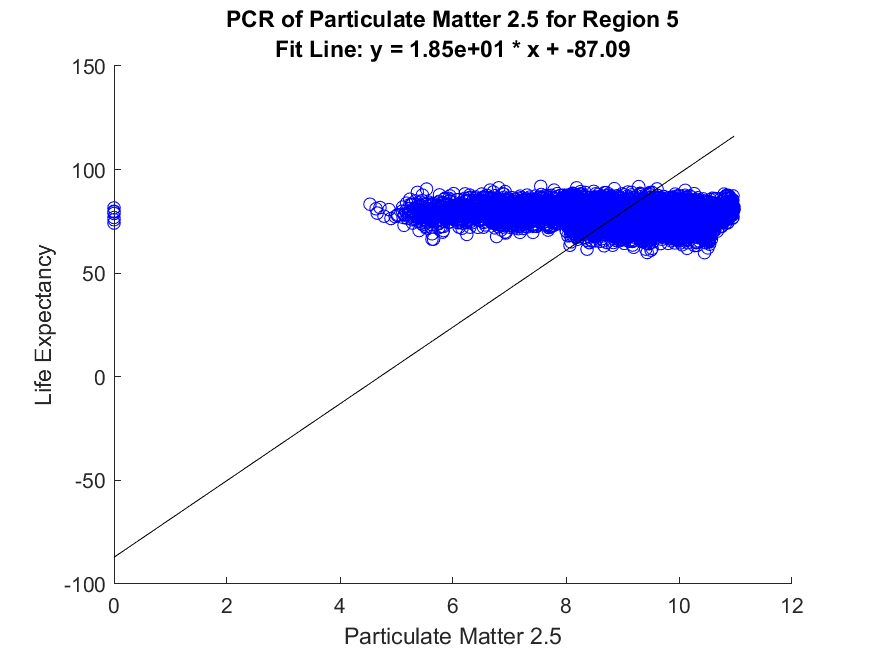 PCR of Particulate Matter 2.5 for Region 5
Fit Line: y = 1.85e+01 * x + -87.09
150
100
50
0
-50
-100
Life Expectancy
0 2 4 6 8 10 12
Particulate Matter 2.5